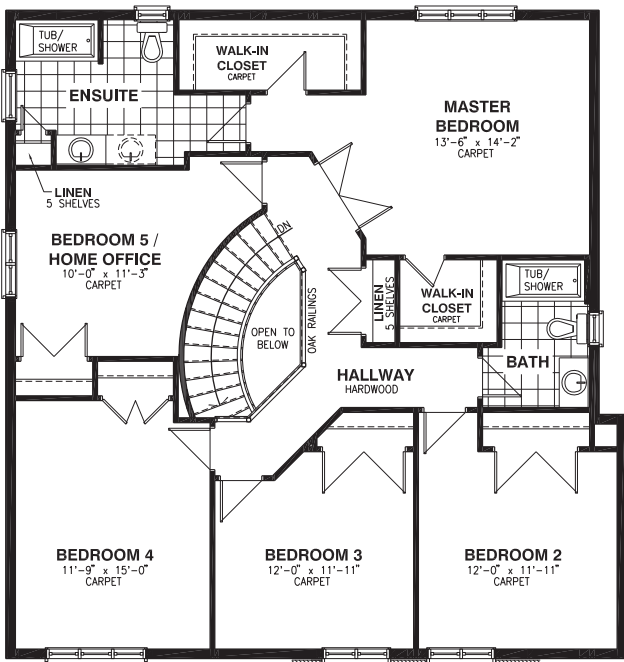 TUB/
SHOWER
WALK-IN
CLOSET
CARPET
ENSUITE
MASTER
BEDROOM
13'-6" x 14'-2"
CARPET
LINEN
5 SHELVES
BEDROOM 5 /
HOME OFFICE
10'-0" x 11'-3"
CARPET
DN
OPEN TO
BELOW
OAK RAILINGS
LINEN
5 SHELVES
WALK-IN
CLOSET
CARPET
TUB/
SHOWER
BATH
HALLWAY
HARDWOOD
BEDROOM 4
11'-9" x 15'-0"
CARPET
BEDROOM 3
12'-0" x 11'-11"
CARPET
BEDROOM 2
12'-0" x 11'-11"
CARPET